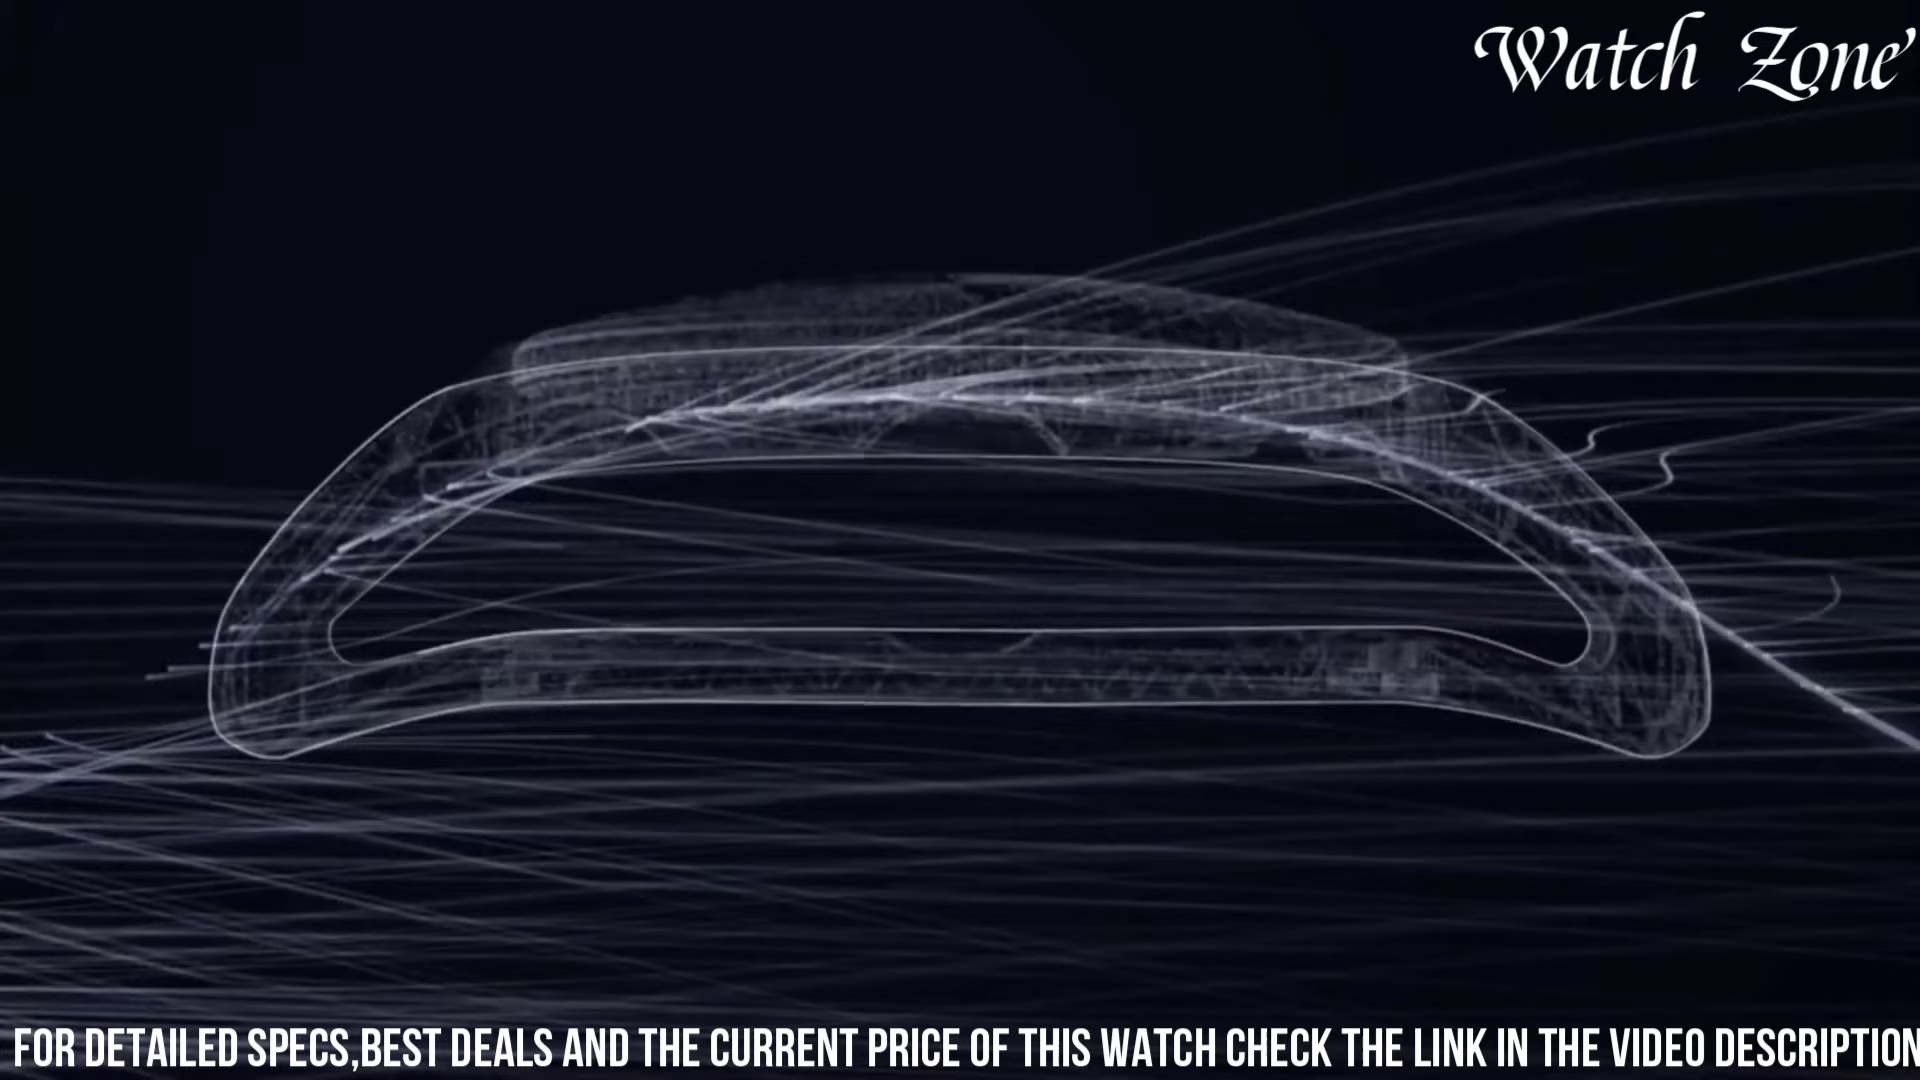 Watch Zone
FOR DETAILED SPECS,BEST DEALS AND THE CURRENT PRICE OF THIS WATCH CHECK THE LINK IN THE VIDEO DESCRIPTION